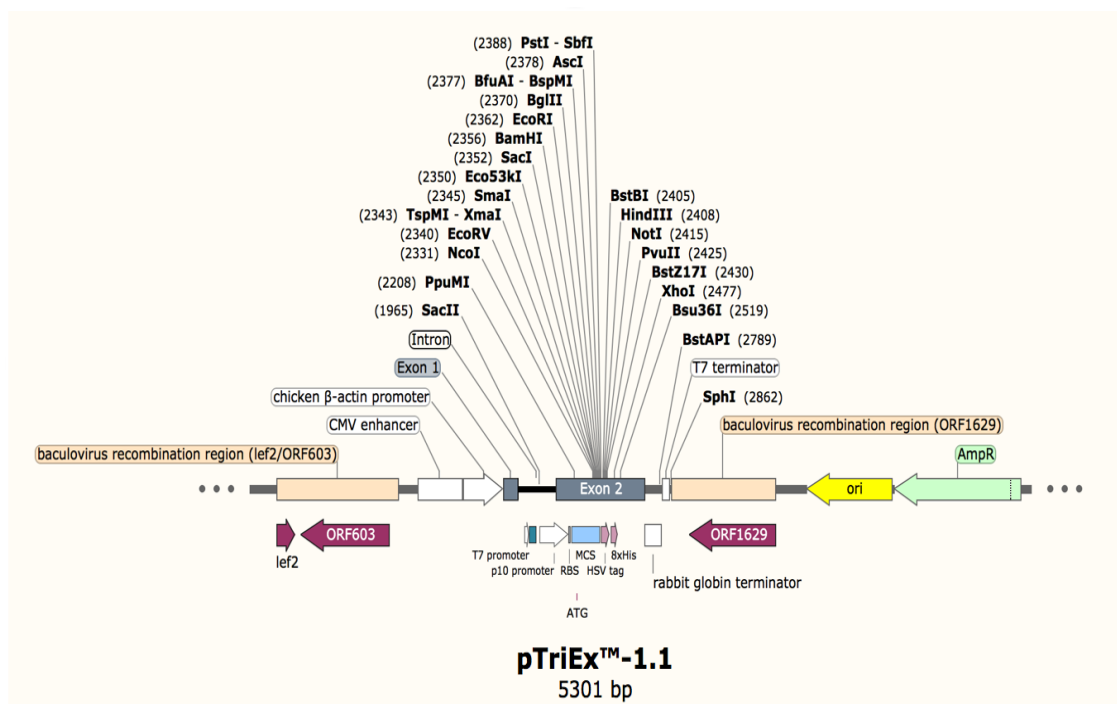 (2388) PstI - SbfI
(2378) AscI
(2377) BfuAI - BspMI
(2370) BglII
(2362) EcoRI
(2356) BamHI
(2352) SacI
(2350) Eco53kI
(2345) SmaI
(2343) TspMI - XmaI
(2340) EcoRV
(2331) NcoI
(2208) PpuMI
(1965) SacII
BstBI (2405)
HindIII (2408)
NotI (2415)
PvuII (2425)
BstZ17I (2430)
XhoI (2477)
Bsu36I (2519)
BstAPI (2789)
T7 terminator
SphI (2862)
Intron
Exon 1
chicken β-actin promoter
CMV enhancer
baculovirus recombination region (lef2/ORF603)
baculovirus recombination region (ORF1629)
AmpR
Exon 2
ori
lef2
ORF603
T7 promoter
p10 promoter
RBS
MCS
HSV tag
8xHis
ATG
rabbit globin terminator
ORF1629
pTriEx™-1.1
5301 bp